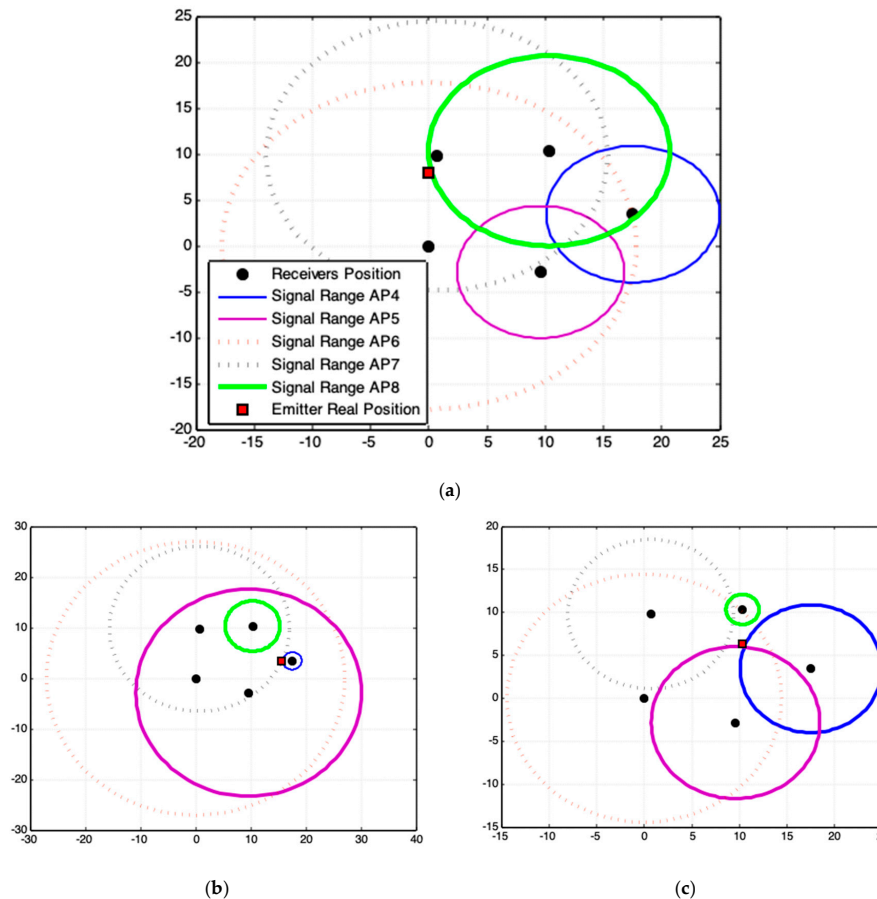 25
20
15
10
5
0
-5
-10
-15
-20
Receivers Position
Signal Range AP4
Signal Range AP5
Signal Range AP6
Signal Range AP7
Signal Range AP8
Emitter Real Position
-20 -15 -10 -5 0 5 10 15 20 25
(a)
30
20
10
0
-10
-20
-30
-30 -20 -10 0 10 20 30 40
(b)
20
15
10
5
0
-5
-10
-15
-15 -10 -5 0 5 10 15 20 25
(c)